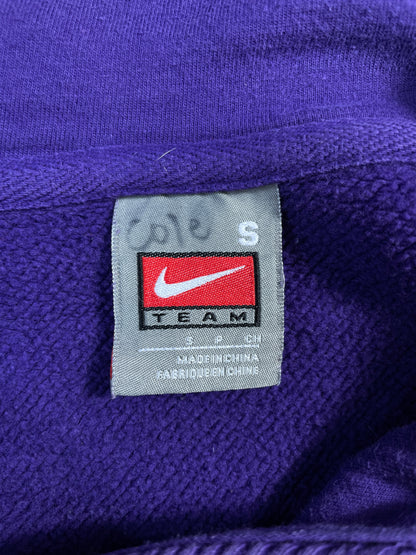 Cole S
TEAM
S P CH
MADE IN CHINA
FABRIQUE EN CHINE